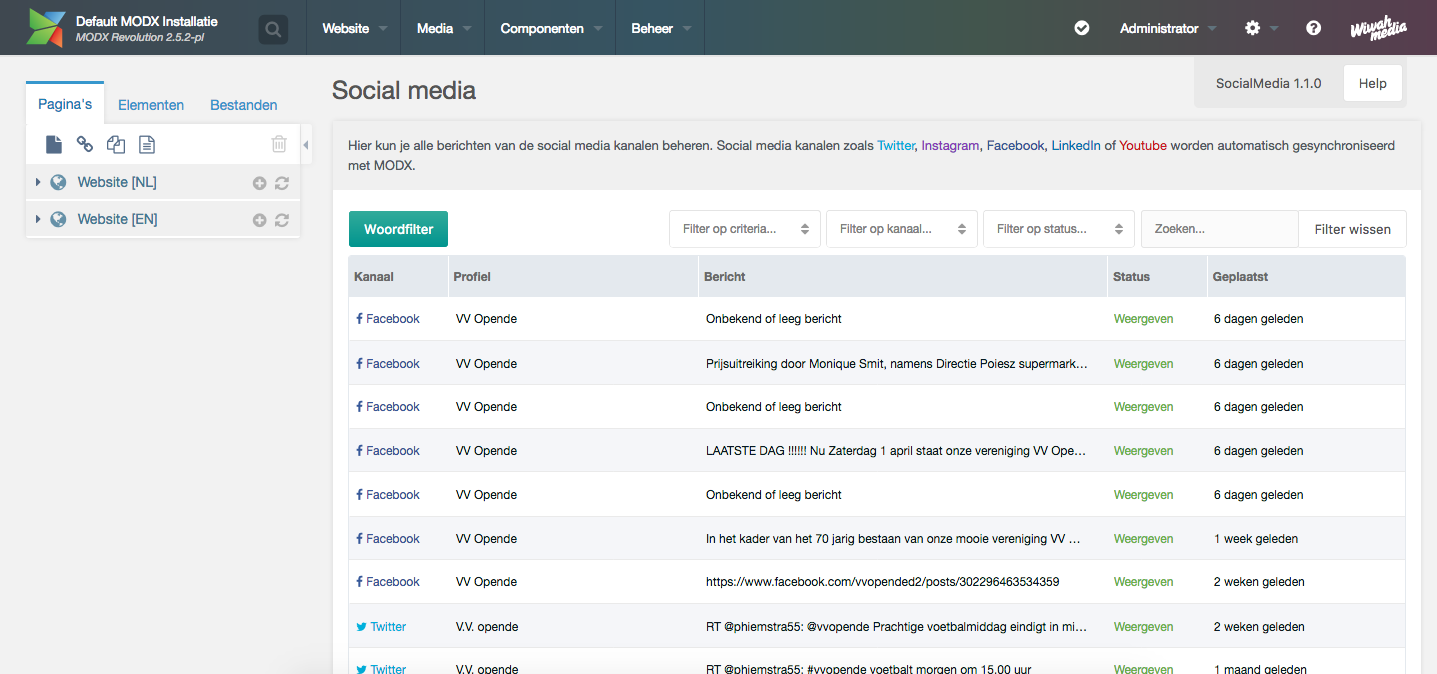 Default MODX Installatie
MODX Revolution 2.5.2-pl
Website
Media
Componenten
Beheer
Administrator
Wiwah media
Pagina's
Elementen
Bestanden
Website [NL]
Website [EN]
Social media
SocialMedia 1.1.0
Help
Hier kun je alle berichten van de social media kanalen beheren. Social media kanalen zoals Twitter, Instagram, Facebook, LinkedIn of Youtube worden automatisch gesynchroniseerd
met MODX.
Woordfilter
Filter op criteria...
Filter op kanaal...
Filter op status...
Zoeken...
Filter wissen
Kanaal Profiel Bericht Status Geplaatst
Facebook VV Opende Onbekend of leeg bericht Weergeven 6 dagen geleden
Facebook VV Opende Prijsuitreiking door Monique Smit, namens Directie Poiesz supermark… Weergeven 6 dagen geleden
Facebook VV Opende Onbekend of leeg bericht Weergeven 6 dagen geleden
Facebook VV Opende LAATSTE DAG !!!!!! Nu Zaterdag 1 april staat onze vereniging VV Ope… Weergeven 6 dagen geleden
Facebook VV Opende Onbekend of leeg bericht Weergeven 6 dagen geleden
Facebook VV Opende In het kader van het 70 jarig bestaan van onze mooie vereniging VV … Weergeven 1 week geleden
Facebook VV Opende https://www.facebook.com/vvopended2/posts/302296463534359 Weergeven 2 weken geleden
Twitter V.V. opende RT @phiemstra55: @vvopende Prachtige voetbalmiddag eindigt in mi… Weergeven 2 weken geleden
Twitter V.V. opende RT @phiemstra55: #vvopende voetbalt morgen om 15.00 uur Weergeven 1 maand geleden